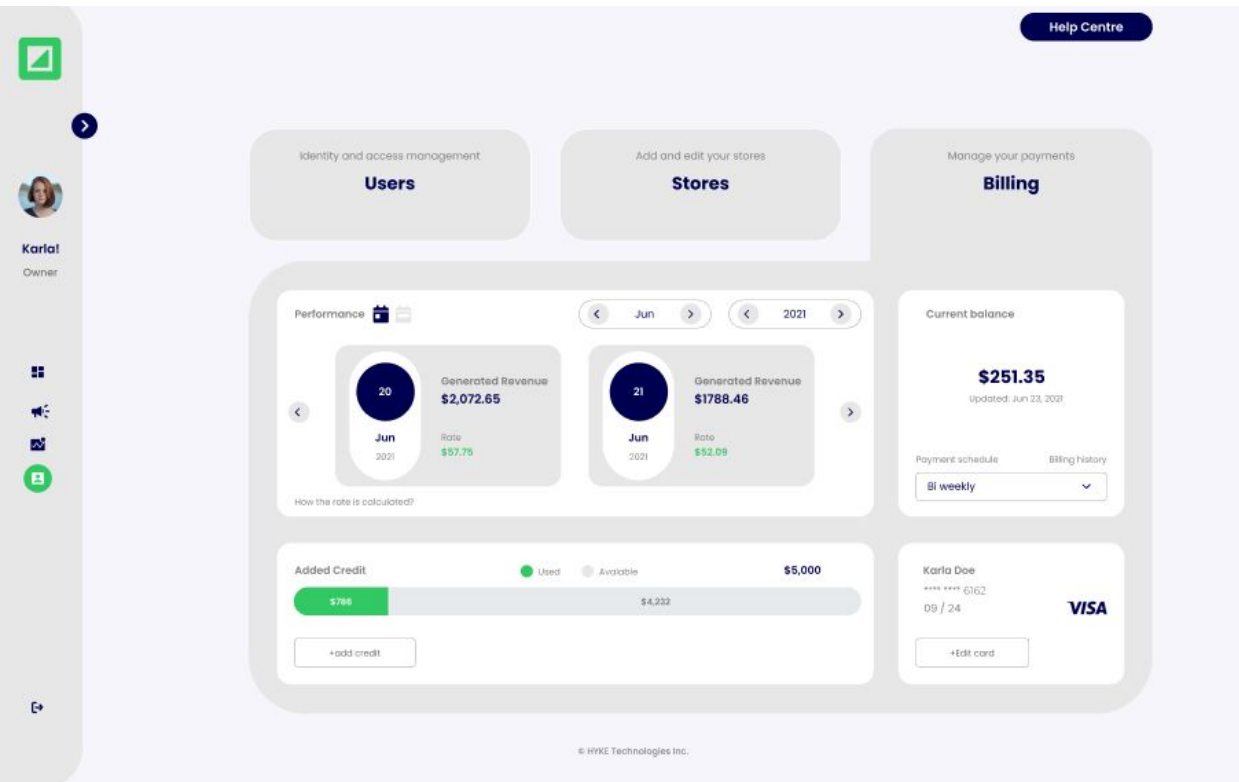 Help Centre
Identity and access management
Users
Add and edit your stores
Stores
Manage your payments
Billing
Karla!
Owner
Performance
Jun
2021
20
Jun
2021
Generated Revenue
$2,072.65
Rate
$57.75
21
Jun
2021
Generated Revenue
$1788.46
Rate
$52.09
How the rate is calculated?
Current balance
$251.35
Updated: Jun 23, 2021
Payment schedule
Billing history
Bi weekly
Added Credit
Used
Available
$5,000
$4,232
+add credit
Karla Doe
**** **** 6162
09 / 24
VISA
+Edit card
© HYKE Technologies Inc.